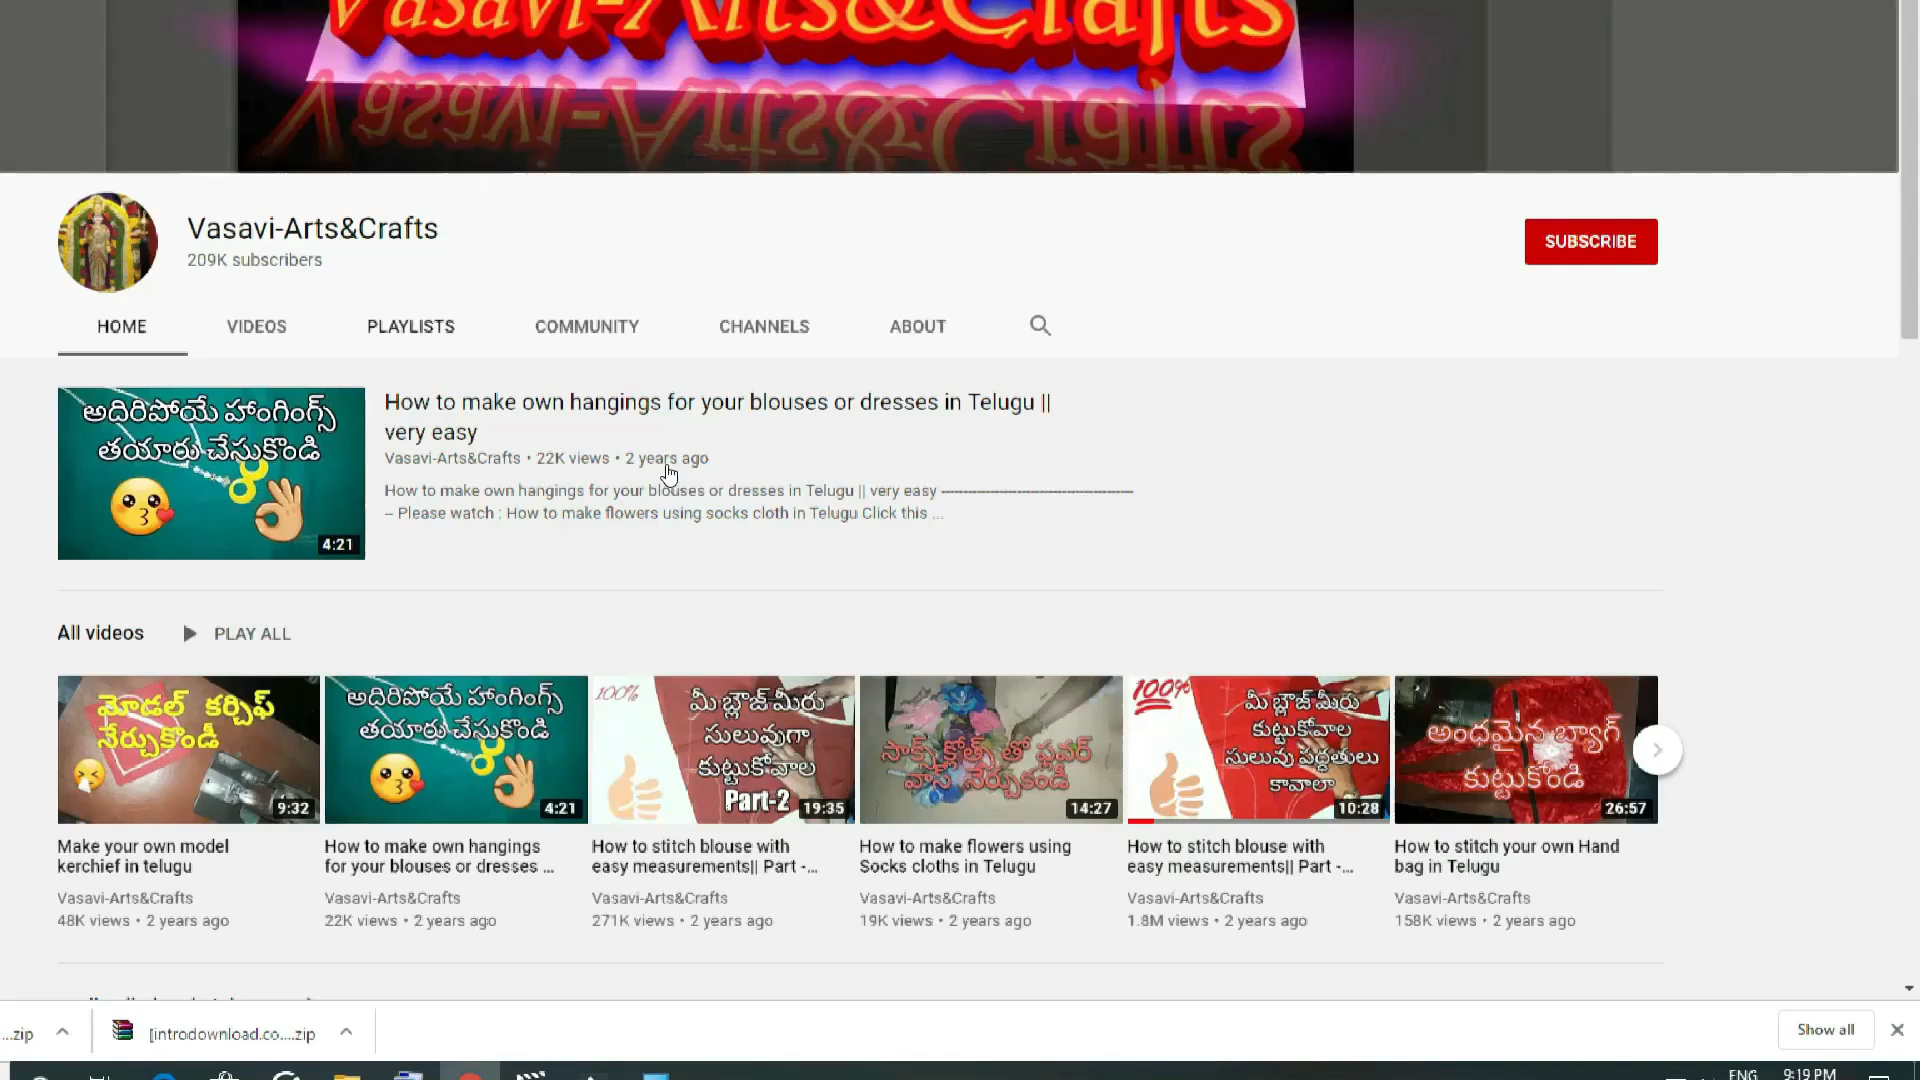 Vasavi-Arts&Crafts
Vasavi-Arts&Crafts
Vasavi-Arts&Crafts
209K subscribers
SUBSCRIBE
HOME VIDEOS PLAYLISTS COMMUNITY CHANNELS ABOUT
అదిరిపోయే హాంగింగ్స్
తయారు చేసుకొండి
4:21
How to make own hangings for your blouses or dresses in Telugu ||
very easy
Vasavi-Arts&Crafts • 22K views • 2 years ago
How to make own hangings for your blouses or dresses in Telugu || very easy ------------------------------------------
-- Please watch : How to make flowers using socks cloth in Telugu Click this ...
All videos PLAY ALL
మోడల్ కర్చిఫ్
నేర్చుకొండి
9:32
అదిరిపోయే హాంగింగ్స్
తయారు చేసుకొండి
4:21
100%
మీ బ్లౌజ్ మీరు
సులువుగా
కుట్టుకోవాల
Part-2
19:35
సాక్స్ క్లోత్స్ తో ఫ్లవర్
వాస్ నేర్చుకండి
14:27
100%
మీ బ్లౌజ్ మీరు
కుట్టుకోవాల
సులువు పద్ధతులు
కావాలా
10:28
అందమైన బ్యాగ్
కుట్టుకోండి
26:57
Make your own model
kerchief in telugu
Vasavi-Arts&Crafts
48K views • 2 years ago
How to make own hangings
for your blouses or dresses ...
Vasavi-Arts&Crafts
22K views • 2 years ago
How to stitch blouse with
easy measurements|| Part -...
Vasavi-Arts&Crafts
271K views • 2 years ago
How to make flowers using
Socks cloths in Telugu
Vasavi-Arts&Crafts
19K views • 2 years ago
How to stitch blouse with
easy measurements|| Part -...
Vasavi-Arts&Crafts
1.8M views • 2 years ago
How to stitch your own Hand
bag in Telugu
Vasavi-Arts&Crafts
158K views • 2 years ago
....zip
[introdownload.co....zip
Show all
ENG 9:19 PM